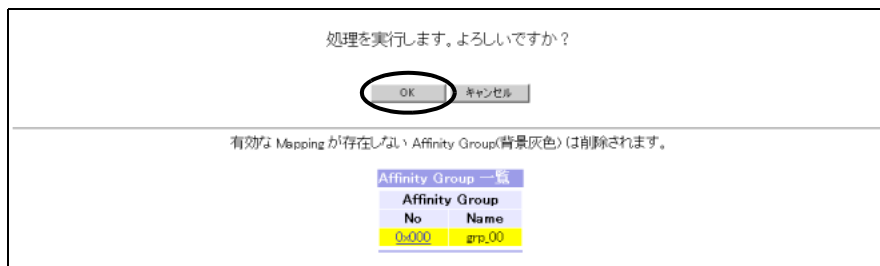 処理を実行します。よろしいですか？
OK キャンセル
有効な Mapping が存在しない Affinity Group(背景灰色) は削除されます。
Affinity Group 一覧
Affinity Group
No Name
0x000 grp_00